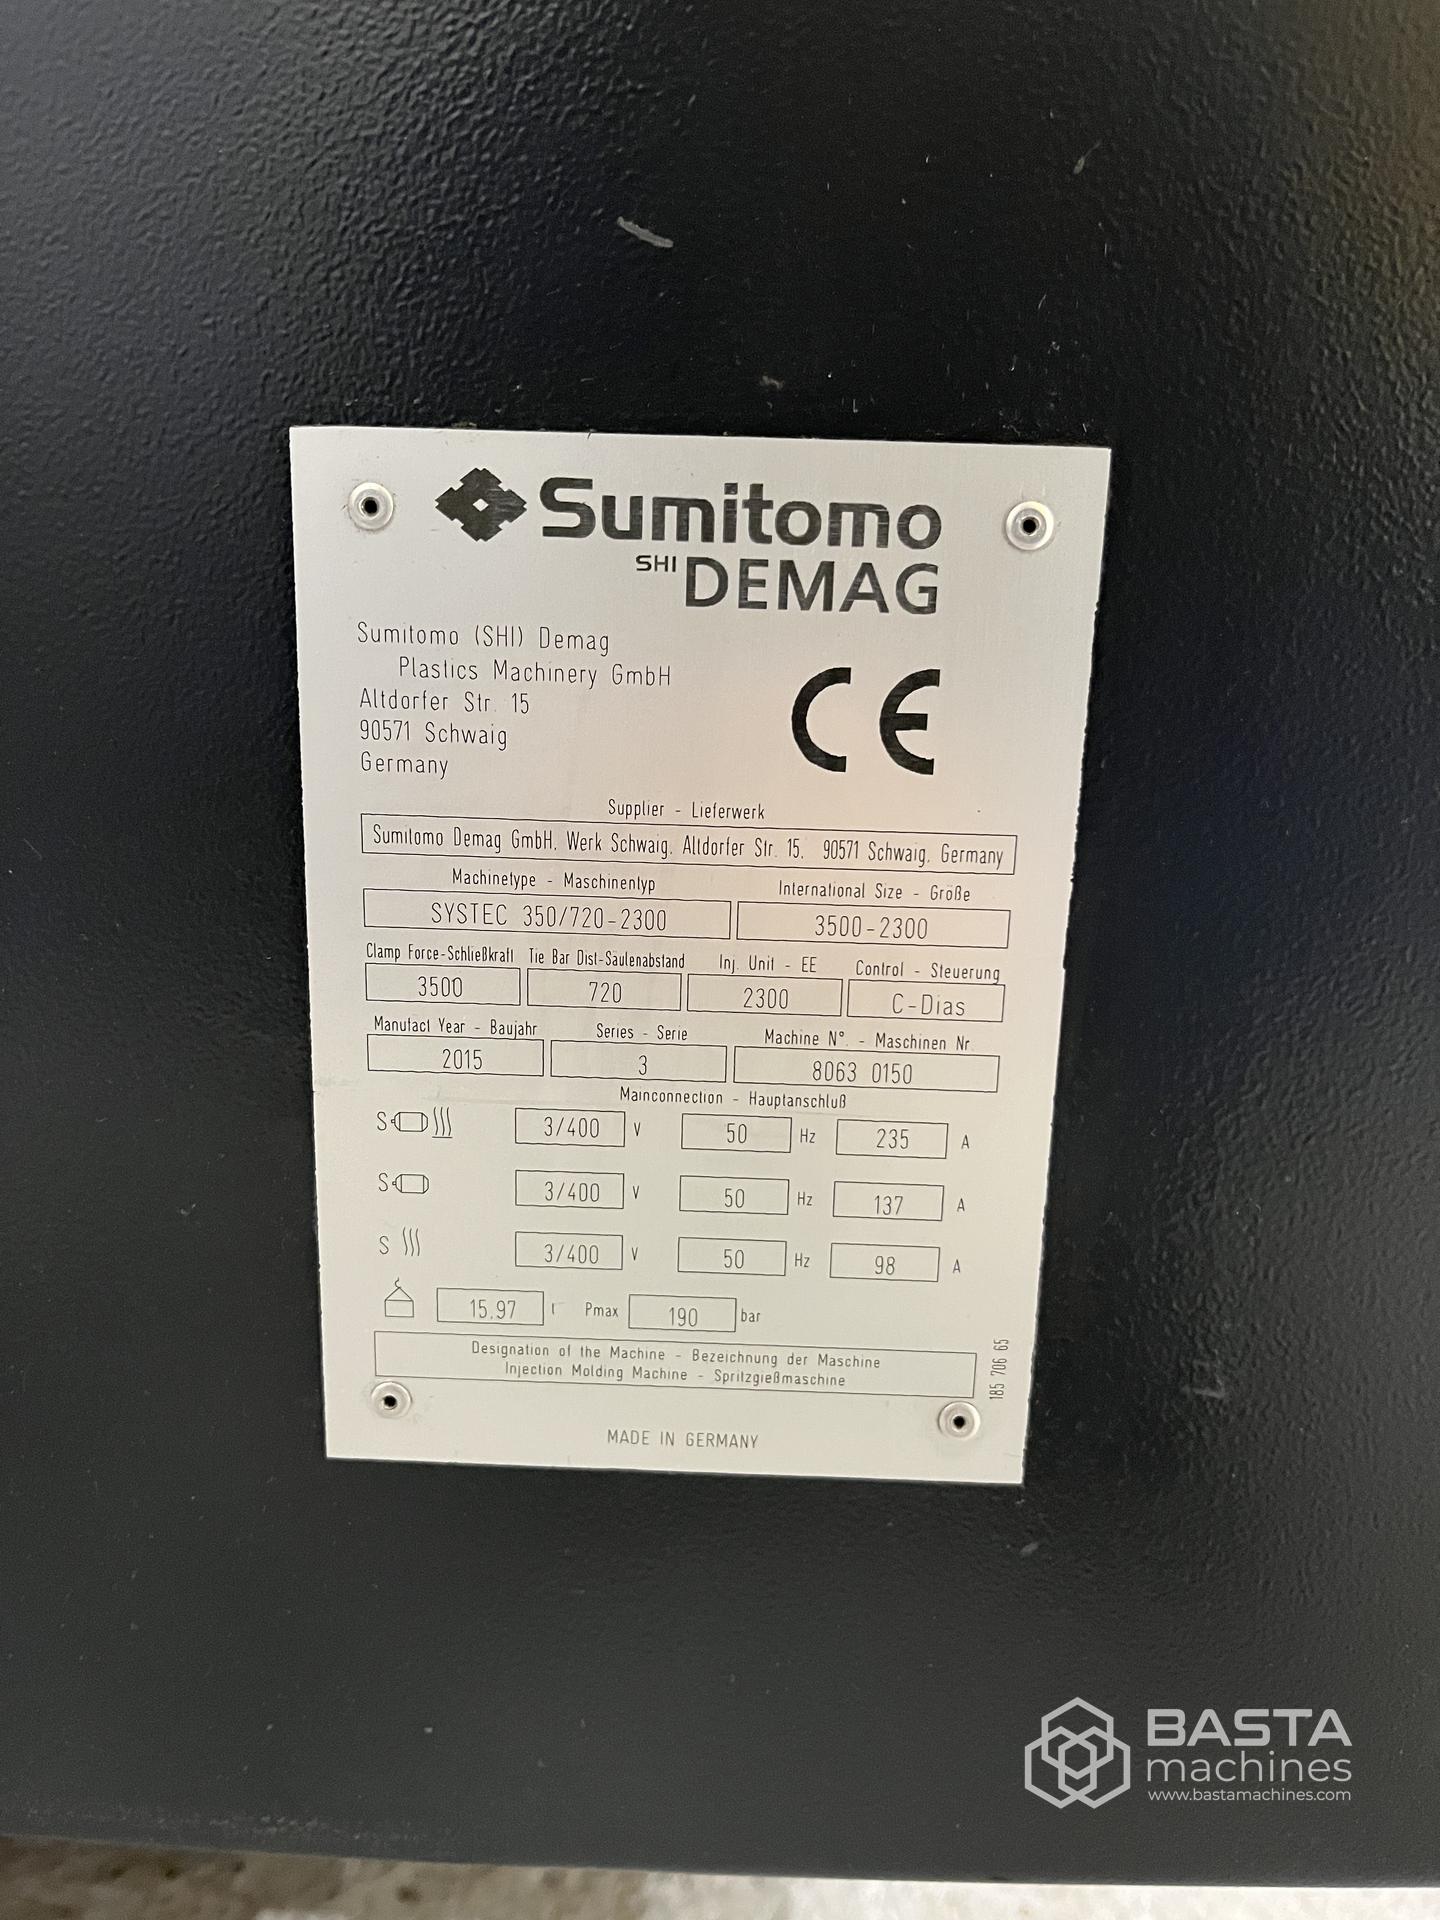 Sumitomo
SHI DEMAG
Sumitomo (SHI) Demag
Plastics Machinery GmbH
Altdorfer Str. 15
90571 Schwaig
Germany
CE
Supplier - Lieferwerk
Sumitomo Demag GmbH, Werk Schwaig, Altdorfer Str. 15, 90571 Schwaig, Germany
Machinetype - Maschinentyp International Size - Größe
SYSTEC 350/720-2300 3500-2300
Clamp Force-Schließkraft Tie Bar Dist-Säulenabstand Inj. Unit - EE Control - Steuerung
3500 720 2300 C-Dias
Manufact Year - Baujahr Series - Serie Machine N°. - Maschinen Nr.
2015 3 8063 0150
Mainconnection - Hauptanschluß
S 3/400 V 50 Hz 235 A
S 3/400 V 50 Hz 137 A
S 3/400 V 50 Hz 98 A
15,97 t Pmax 190 bar
Designation of the Machine - Bezeichnung der Maschine
Injection Molding Machine - Spritzgießmaschine
185 706 65
MADE IN GERMANY
BASTA
machines
www.bastamachines.com